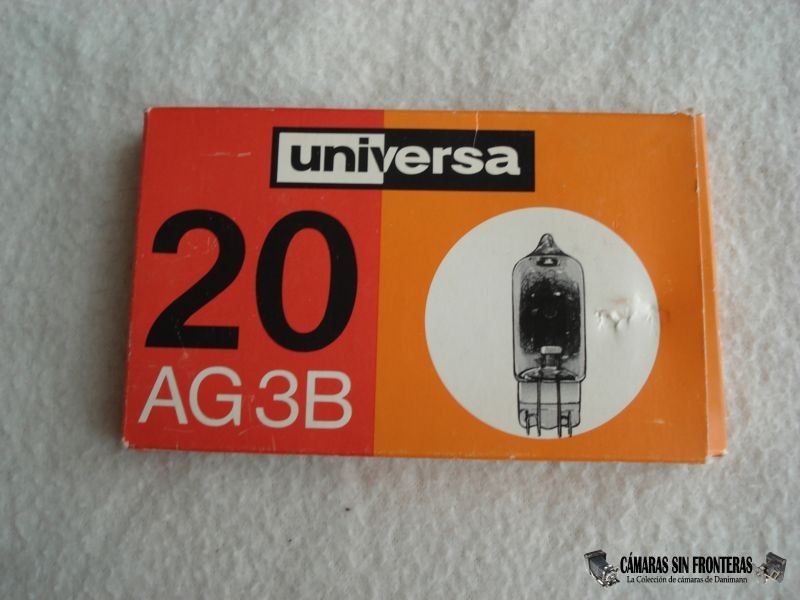 universa
20
AG3B
CÁMARAS SIN FRONTERAS
La Colección de cámaras de Danimann